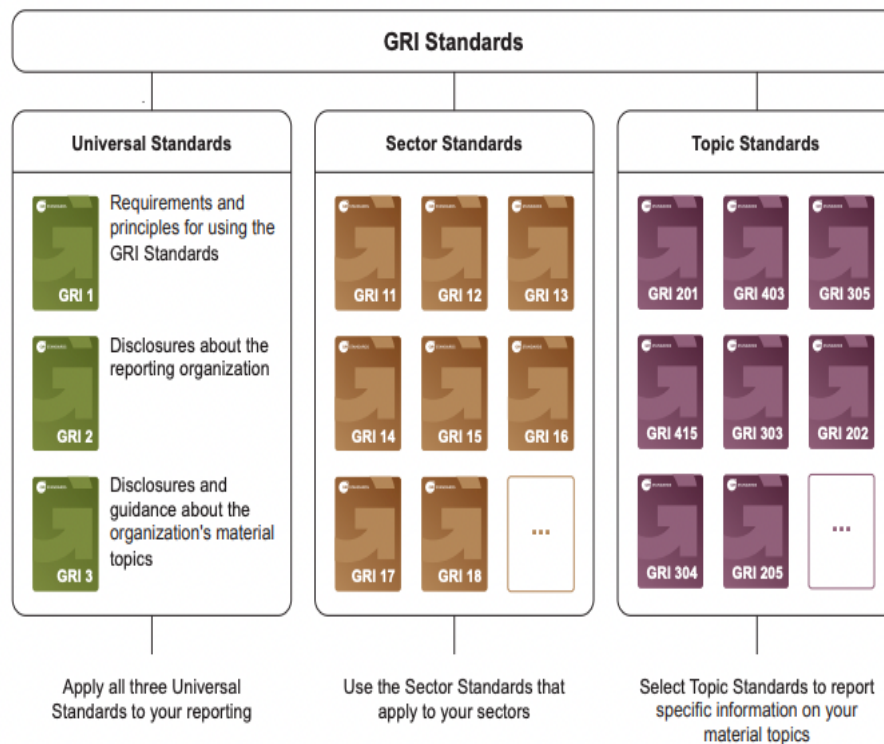 GRI Standards
Universal Standards
GRI 1
Requirements and
principles for using the
GRI Standards
GRI 2
Disclosures about the
reporting organization
GRI 3
Disclosures and
guidance about the
organization's material
topics
Apply all three Universal
Standards to your reporting
Sector Standards
GRI 11 GRI 12 GRI 13
GRI 14 GRI 15 GRI 16
GRI 17 GRI 18 ...
Use the Sector Standards that
apply to your sectors
Topic Standards
GRI 201 GRI 403 GRI 305
GRI 415 GRI 303 GRI 202
GRI 304 GRI 205 ...
Select Topic Standards to report
specific information on your
material topics